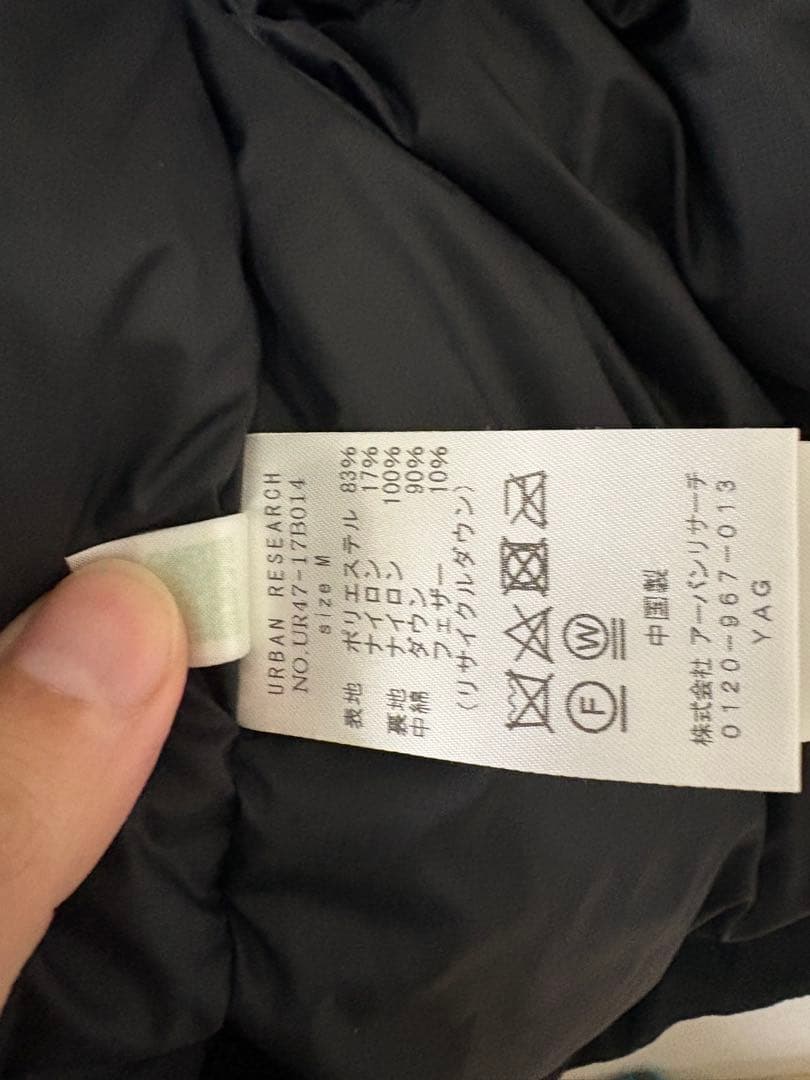 URBAN RESEARCH
NO.UR47-17B014
size M
表地 ポリエステル 83%
ナイロン 17%
裏地 ナイロン 100%
中綿 ダウン 90%
フェザー 10%
(リサイクルダウン)
F W
中国製
株式会社 アーバンリサーチ
0120-967-013
YAG